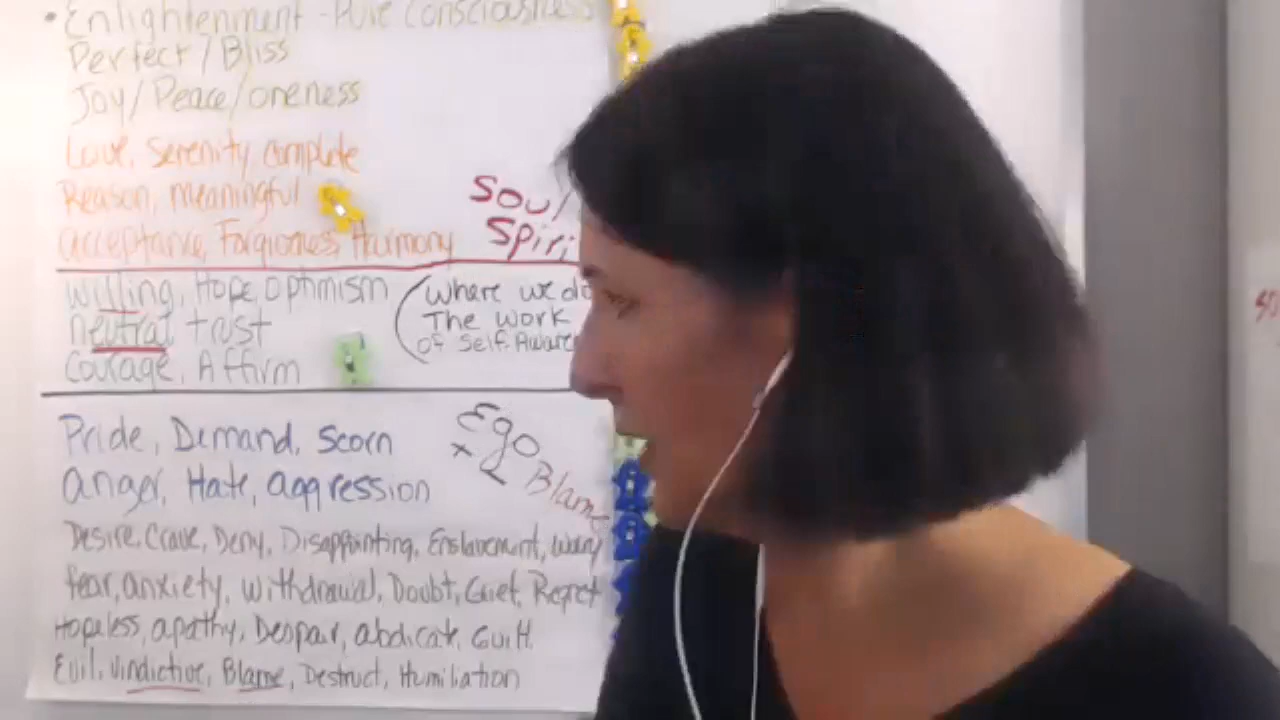 • Enlightenment - Pure Consciousness
Perfect / Bliss
Joy / Peace / oneness
Love, Serenity, complete
Reason, meaningful
acceptance, Forgivness Harmony
Soul
Spiri
Willing, Hope, optimism
neutral, trust
Courage, Affirm
(Where we do
The work
of Self. Aware
Pride, Demand, Scorn
anger, Hate, aggression
Ego
Blame
Desire, Crave, Deny, Disappointing, Enslavement, Worry
fear, anxiety, withdrawal, Doubt, Grief, Regret
Hopeless, apathy, Despair, abdicate, Guilt
Evil, Vindictive, Blame, Destruct, Humiliation